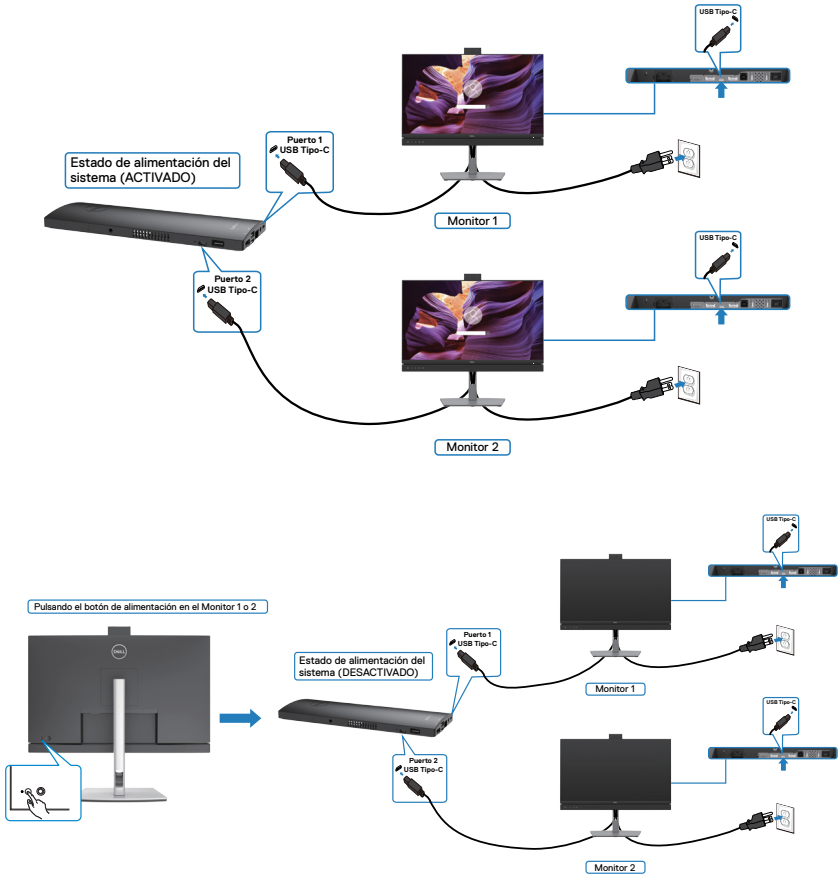 USB Tipo-C
Puerto 1
USB Tipo-C
Estado de alimentación del
sistema (ACTIVADO)
Monitor 1
USB Tipo-C
Puerto 2
USB Tipo-C
Monitor 2
USB Tipo-C
Pulsando el botón de alimentación en el Monitor 1 o 2
DELL
Puerto 1
USB Tipo-C
Estado de alimentación del
sistema (DESACTIVADO)
Monitor 1
USB Tipo-C
Puerto 2
USB Tipo-C
Monitor 2